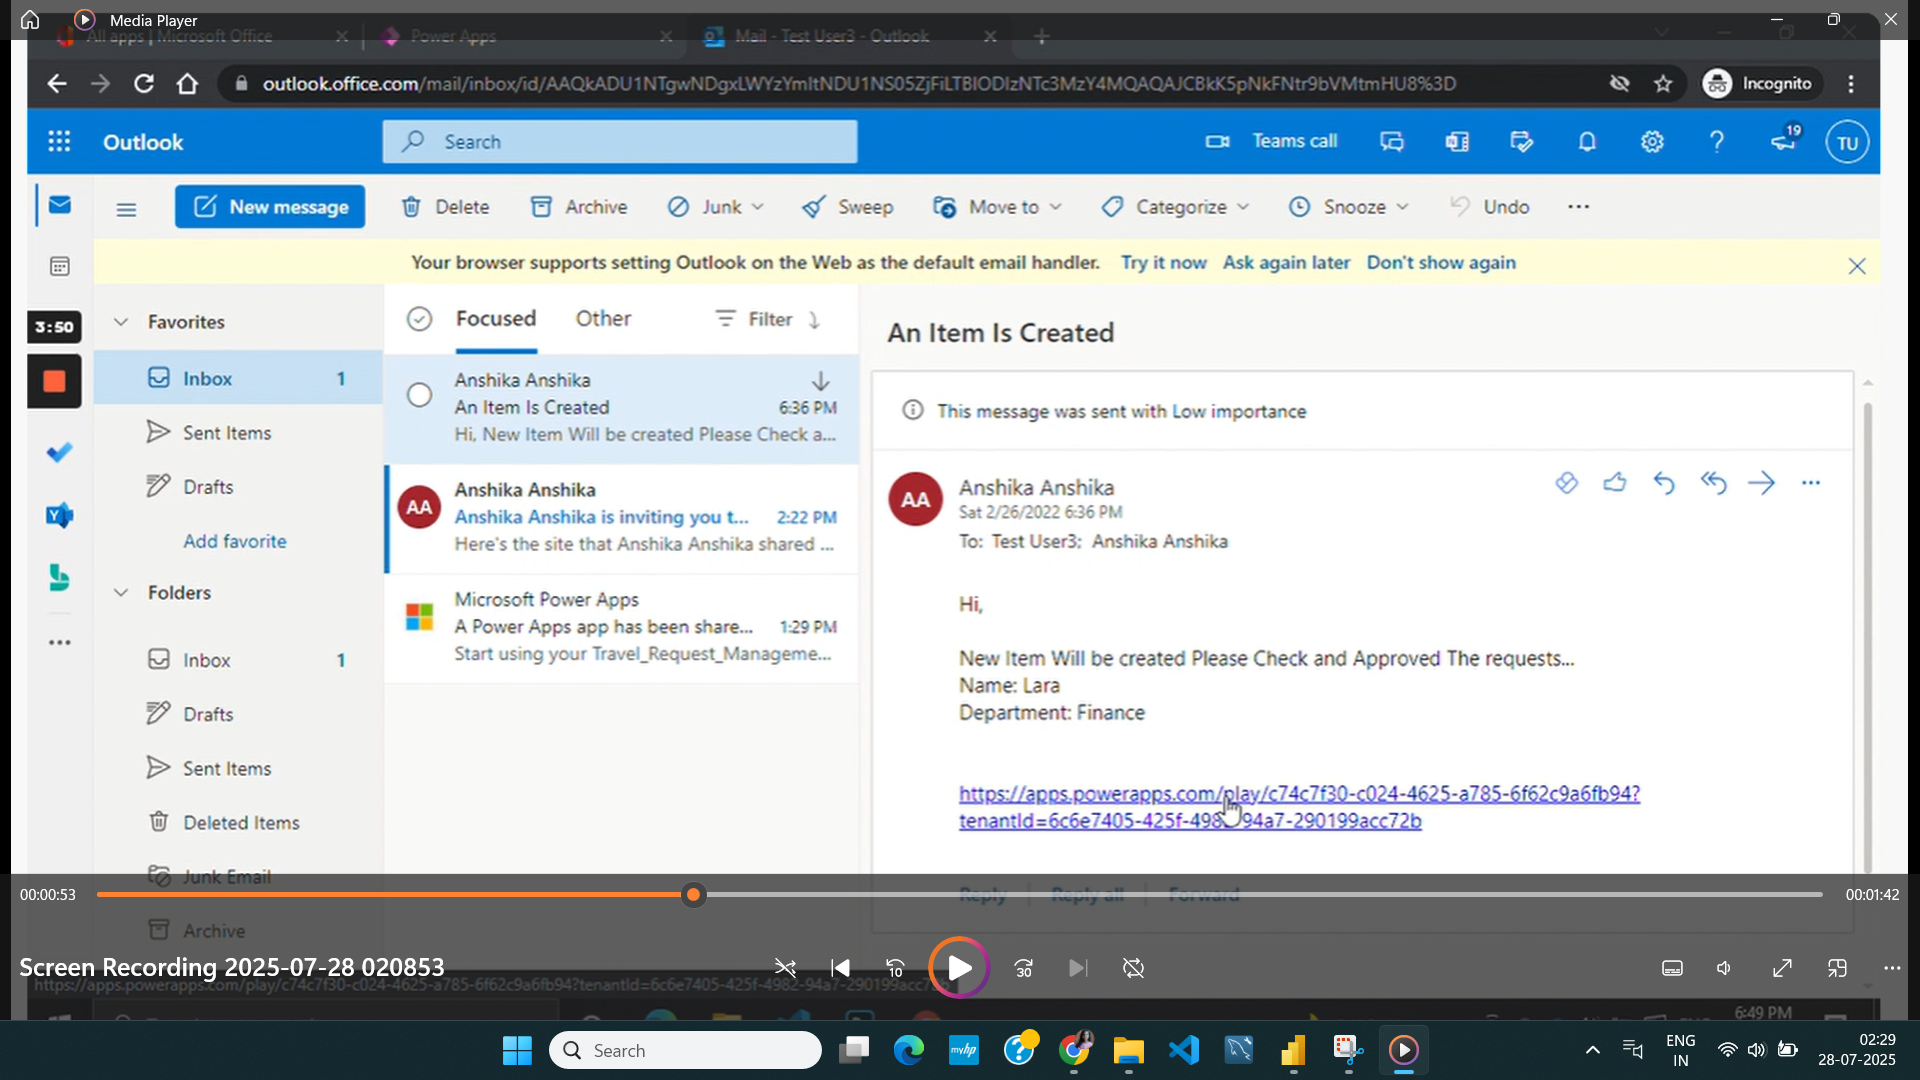 Media Player
All apps | Microsoft Office
Power Apps
Mail - Test User3 - Outlook
outlook.office.com/mail/inbox/id/AAQkADU1NTgwNDgxLWYzYmItNDU1NS05ZjFiLTBlODIzNTc3MzY4MQAQAJCBkK5pNkFNtr9bVMtmHU8%3D
Incognito
Outlook
Search
Teams call
19
TU
New message
Delete
Archive
Junk
Sweep
Move to
Categorize
Snooze
Undo
Your browser supports setting Outlook on the Web as the default email handler. Try it now Ask again later Don't show again
3:50
Favorites
Inbox 1
Sent Items
Drafts
Add favorite
Folders
Inbox 1
Drafts
Sent Items
Deleted Items
Junk Email
Archive
Focused
Other
Filter
Anshika Anshika
An Item Is Created 6:36 PM
Hi, New Item Will be created Please Check a...
AA
Anshika Anshika
Anshika Anshika is inviting you t... 2:22 PM
Here's the site that Anshika Anshika shared ...
Microsoft Power Apps
A Power Apps app has been share... 1:29 PM
Start using your Travel_Request_Manageme...
An Item Is Created
This message was sent with Low importance
AA
Anshika Anshika
Sat 2/26/2022 6:36 PM
To: Test User3; Anshika Anshika
Hi,
New Item Will be created Please Check and Approved The requests...
Name: Lara
Department: Finance
https://apps.powerapps.com/play/c74c7f30-c024-4625-a785-6f62c9a6fb94?
tenantId=6c6e7405-425f-4982-94a7-290199acc72b
Reply
Reply all
Forward
00:00:53
00:01:42
Screen Recording 2025-07-28 020853
10
30
https://apps.powerapps.com/play/c74c7f30-c024-4625-a785-6f62c9a6fb94?tenantId=6c6e7405-425f-4982-94a7-290199acc72b
6:49 PM
Search
myhp
ENG
IN
02:29
28-07-2025